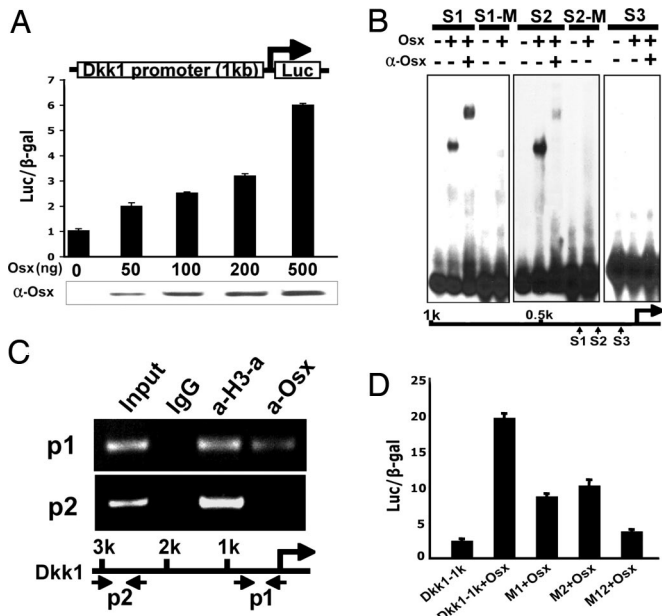 A
Dkk1 promoter (1kb) Luc
Luc/β-gal
7
6
5
4
3
2
1
0
Osx(ng) 0 50 100 200 500
α-Osx
B
S1 S1-M S2 S2-M S3
Osx - + + - + - + + - + - + +
α-Osx - - + - - - - + - - - - +
1k 0.5k
S1 S2 S3
C
Input IgG a-H3-a a-Osx
p1
p2
3k 2k 1k
Dkk1
p2 p1
D
Luc/β-gal
25
20
15
10
5
0
Dkk1-1k Dkk1-1k+Osx M1+Osx M2+Osx M12+Osx